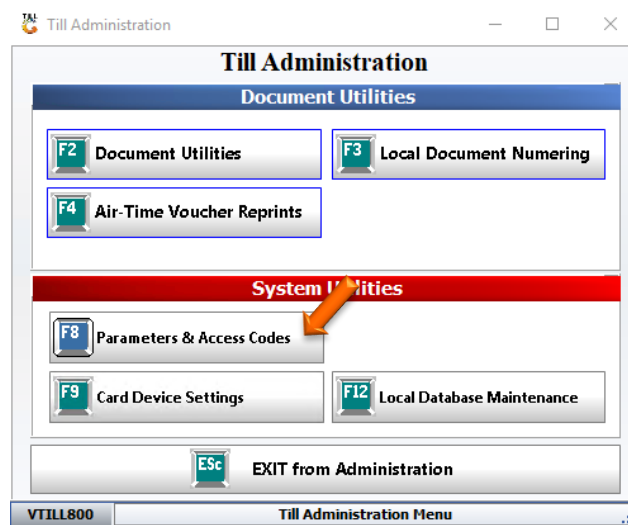 Till Administration
Till Administration
Document Utilities
F2 Document Utilities
F3 Local Document Numering
F4 Air-Time Voucher Reprints
System
F8 Parameters & Access Codes
F9 Card Device Settings
F12 Local Database Maintenance
ESc EXIT from Administration
VTILL800 Till Administration Menu